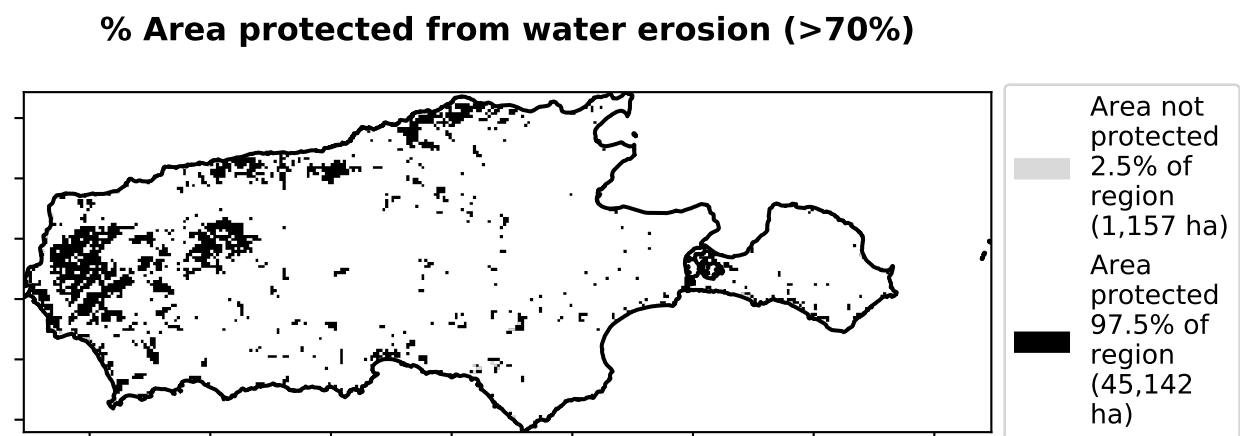 % Area protected from water erosion (>70%)
Area not
protected
2.5% of
region
(1,157 ha)
Area
protected
97.5% of
region
(45,142
ha)